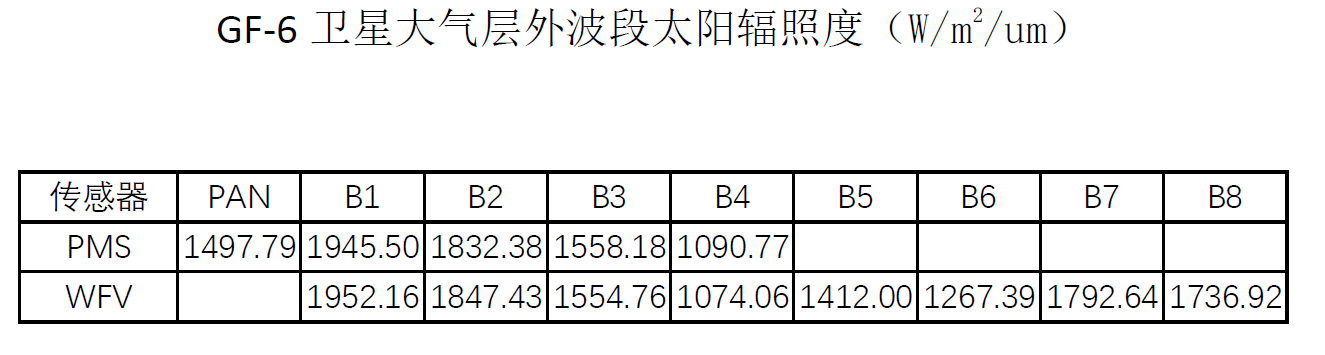 GF-6 卫星大气层外波段太阳辐照度（W/m²/um）
传感器 PAN B1 B2 B3 B4 B5 B6 B7 B8
PMS 1497.79 1945.50 1832.38 1558.18 1090.77
WFV 1952.16 1847.43 1554.76 1074.06 1412.00 1267.39 1792.64 1736.92